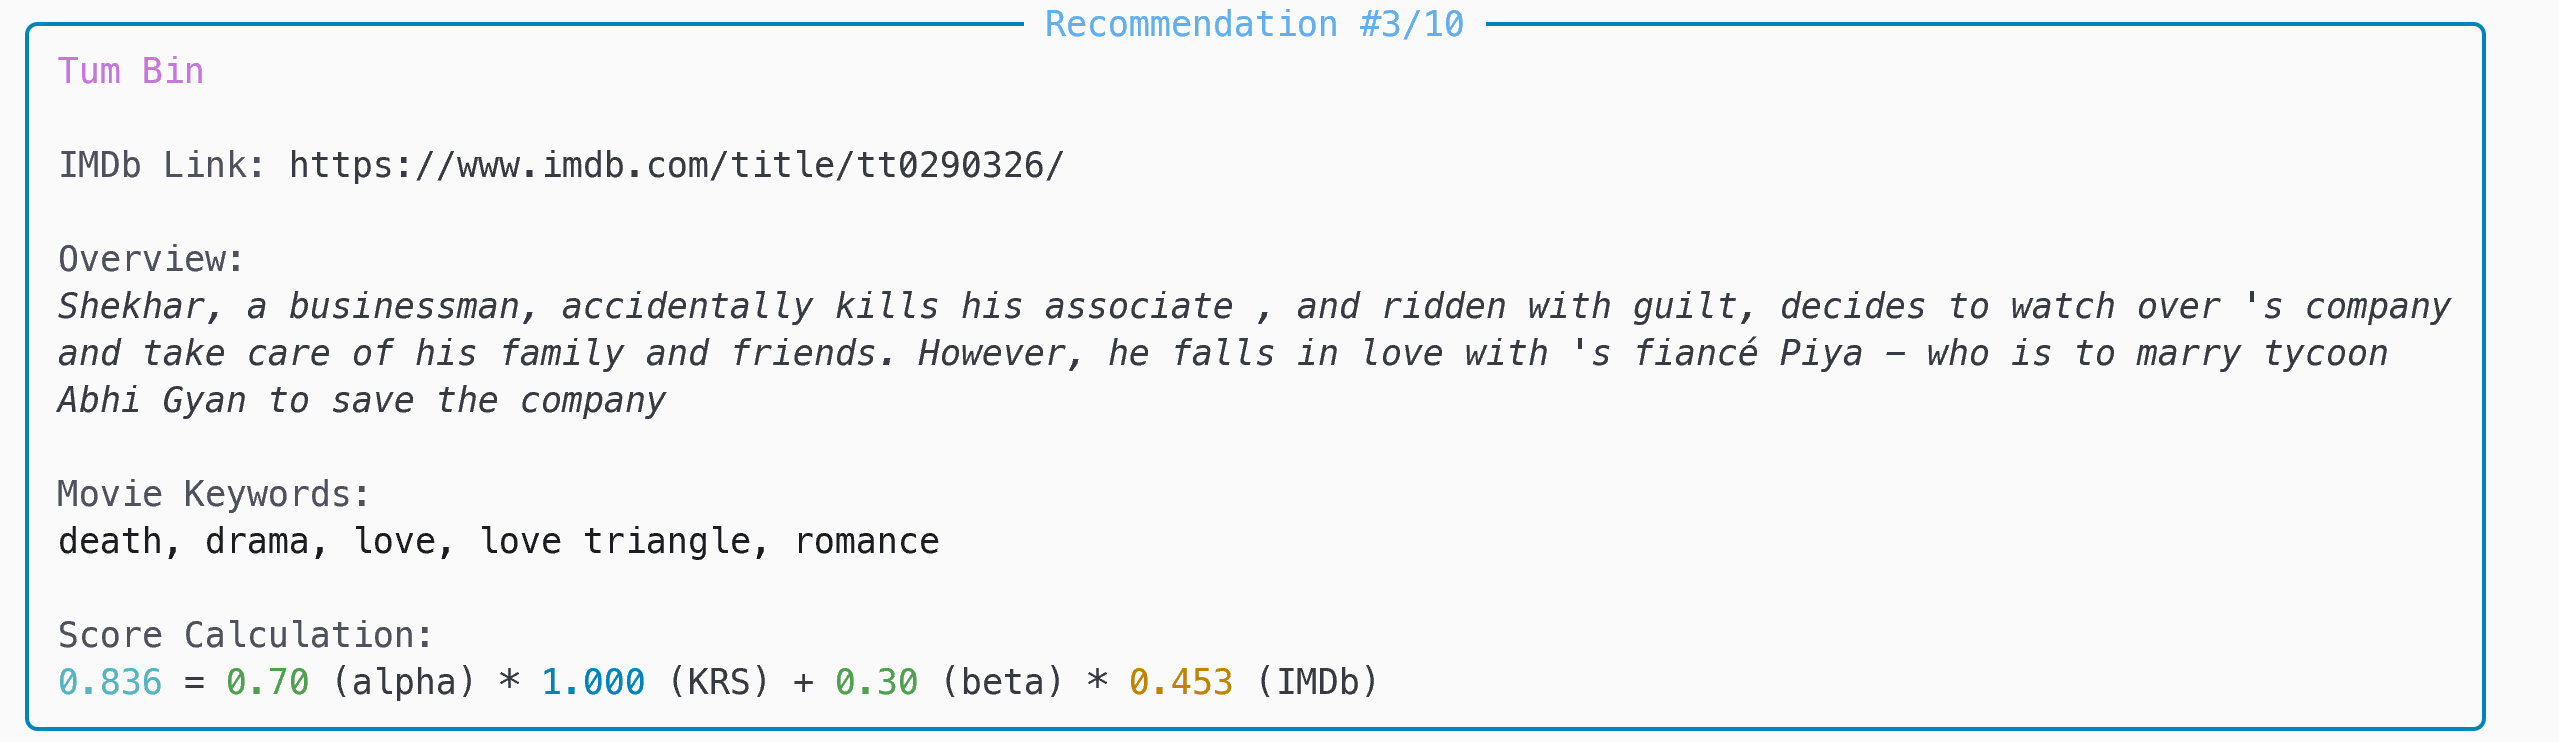 Recommendation #3/10
Tum Bin
IMDb Link: https://www.imdb.com/title/tt0290326/
Overview:
Shekhar, a businessman, accidentally kills his associate , and ridden with guilt, decides to watch over 's company
and take care of his family and friends. However, he falls in love with 's fiancé Piya – who is to marry tycoon
Abhi Gyan to save the company
Movie Keywords:
death, drama, love, love triangle, romance
Score Calculation:
0.836 = 0.70 (alpha) * 1.000 (KRS) + 0.30 (beta) * 0.453 (IMDb)